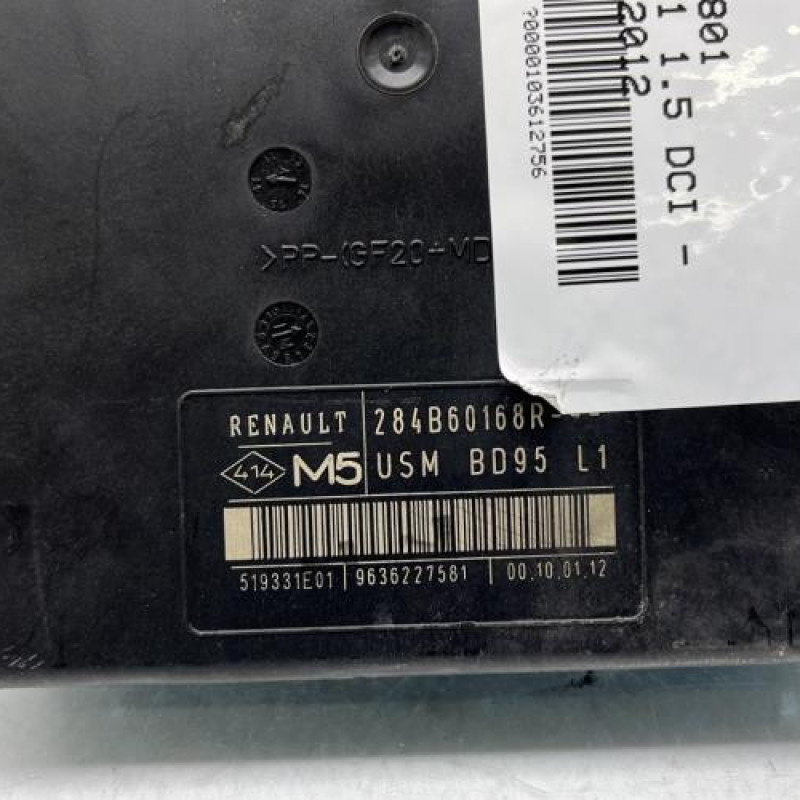 801
1 1.5 DCI -
2012
?0000103612756
>PP-(GF20+MD
RENAULT 284B60168R
414 M5 USM BD95 L1
519331E01 9636227581 00.10.01.12